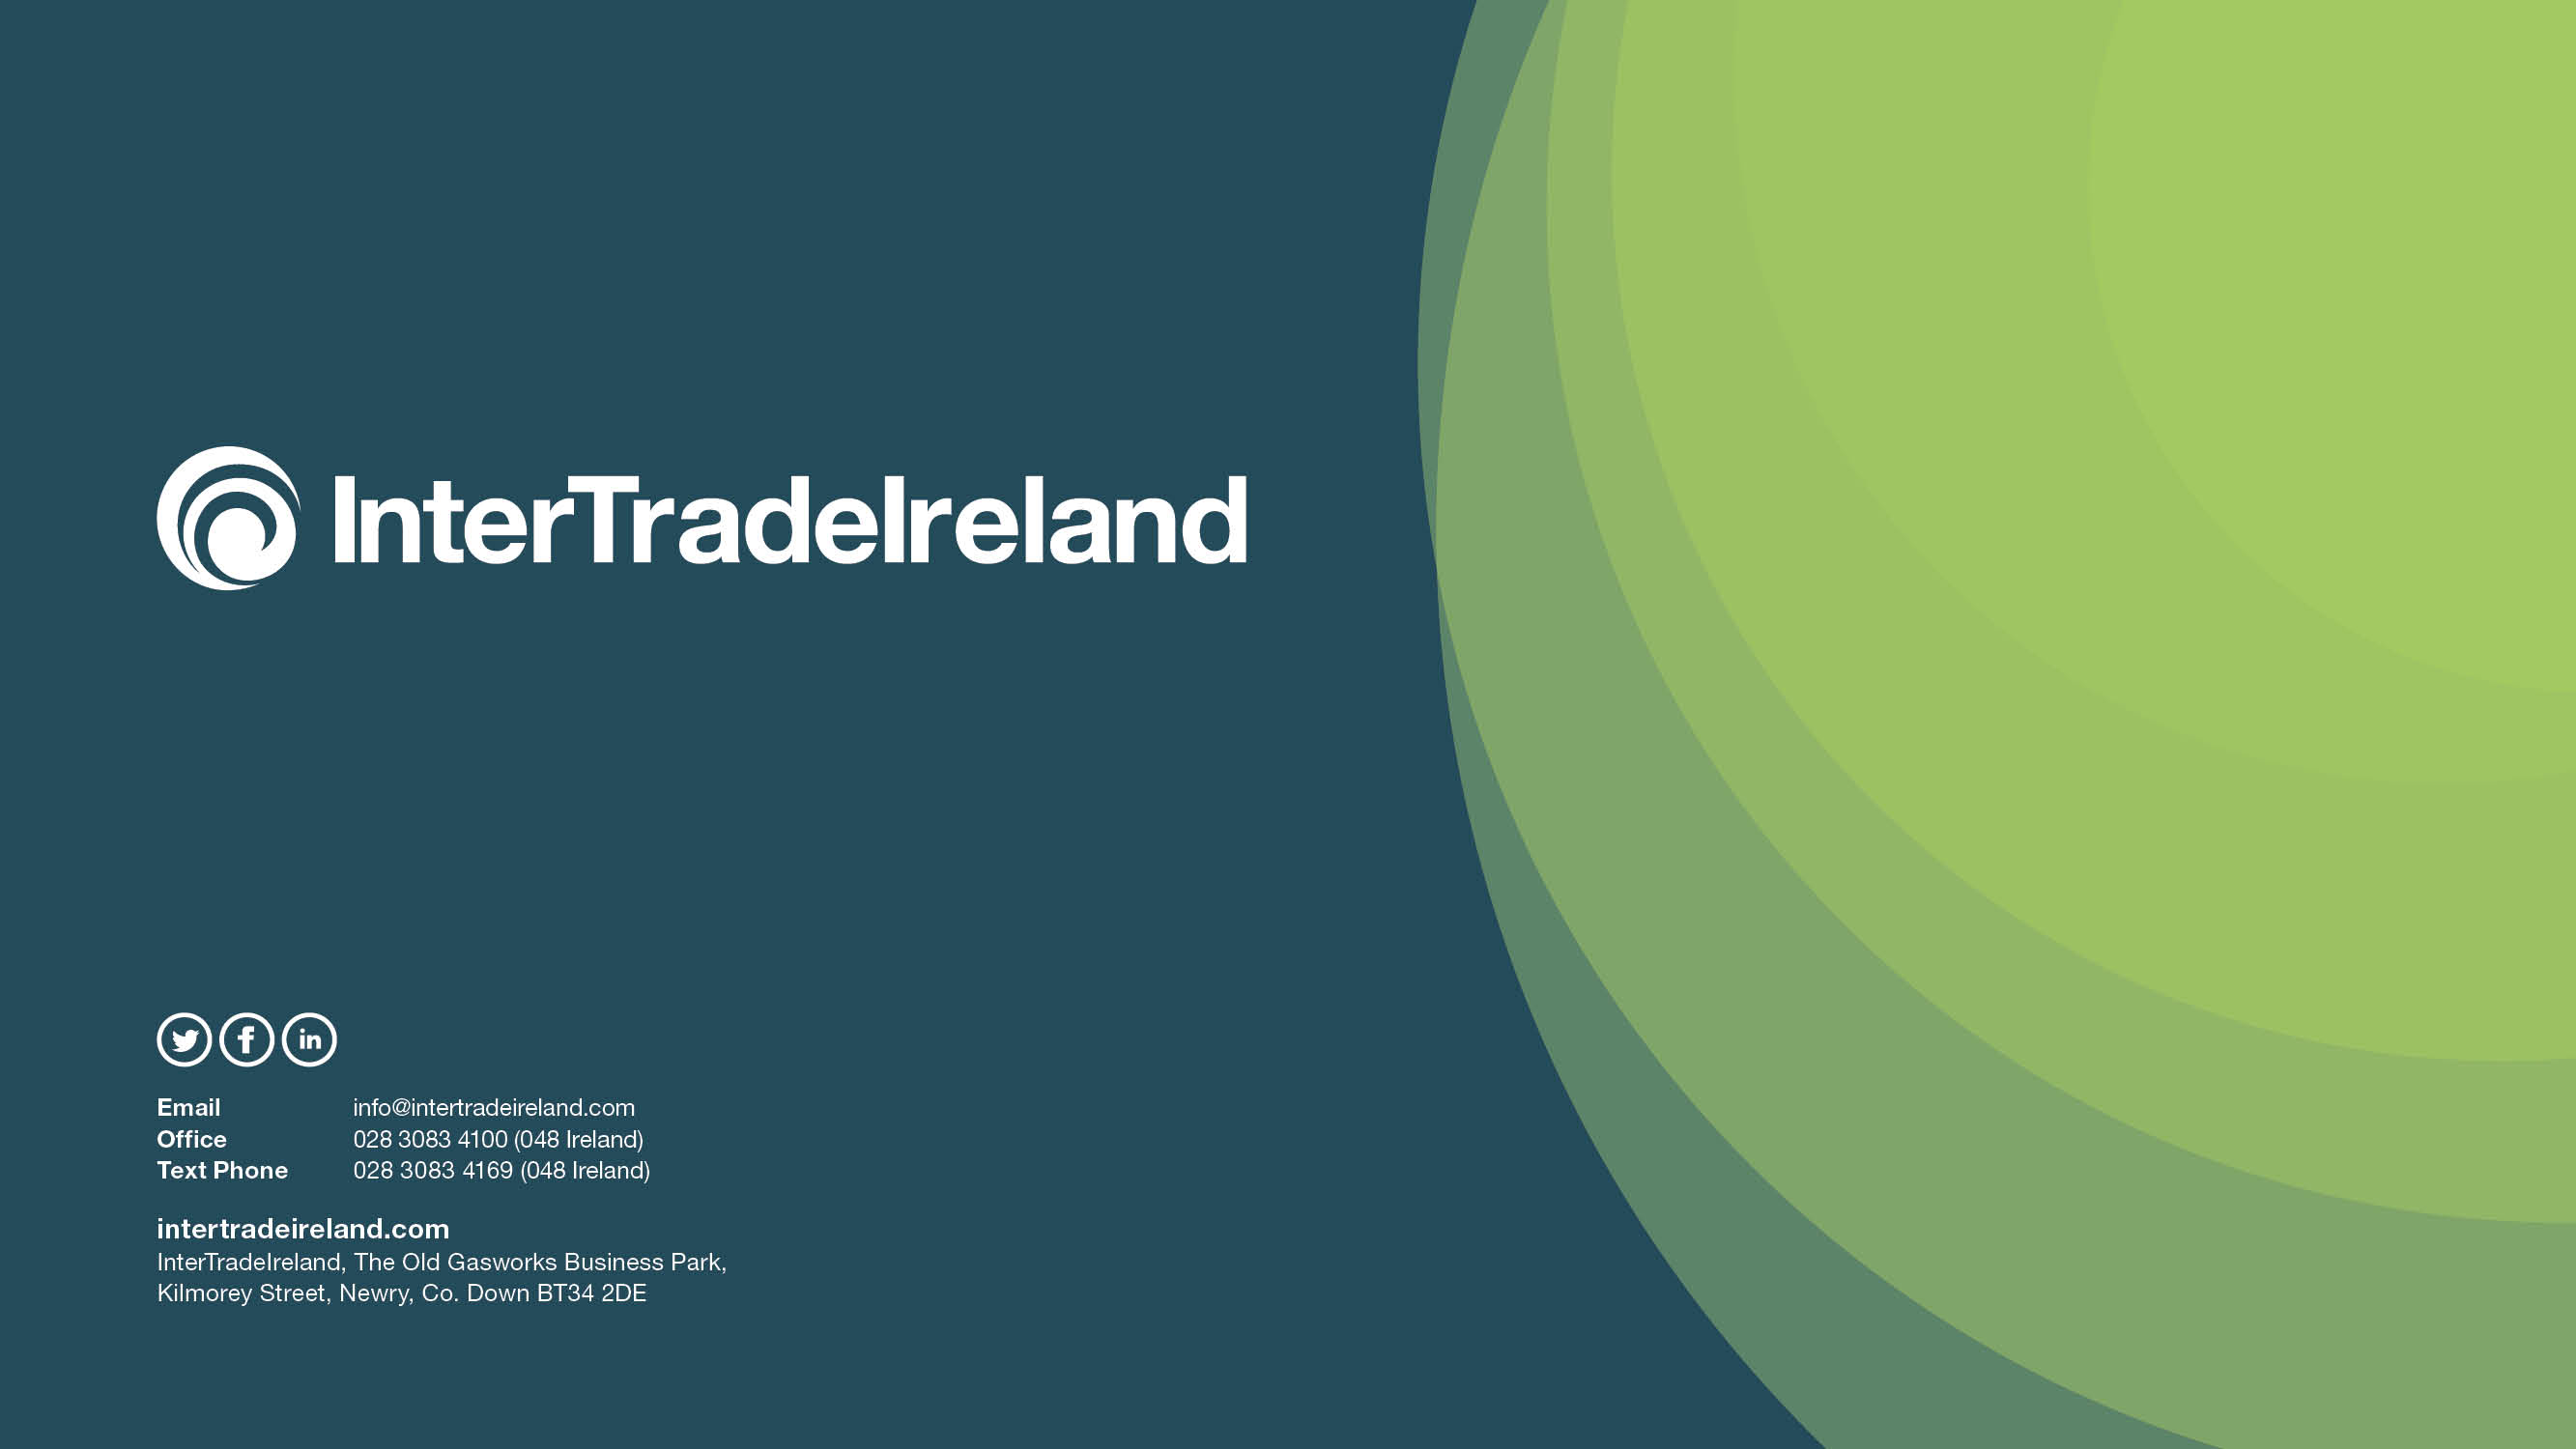 InterTradeIreland
Email info@intertradeireland.com
Office 028 3083 4100 (048 Ireland)
Text Phone 028 3083 4169 (048 Ireland)
intertradeireland.com
InterTradeIreland, The Old Gasworks Business Park,
Kilmorey Street, Newry, Co. Down BT34 2DE